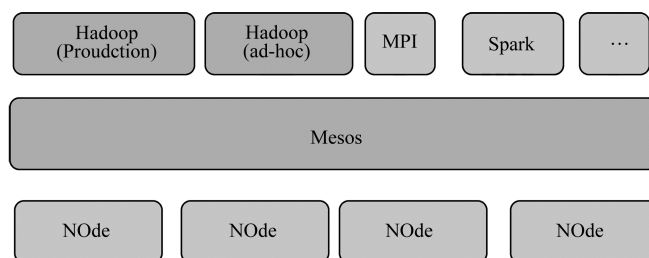 Hadoop
(Proudction)
Hadoop
(ad-hoc)
MPI
Spark
…
Mesos
NOde
NOde
NOde
NOde